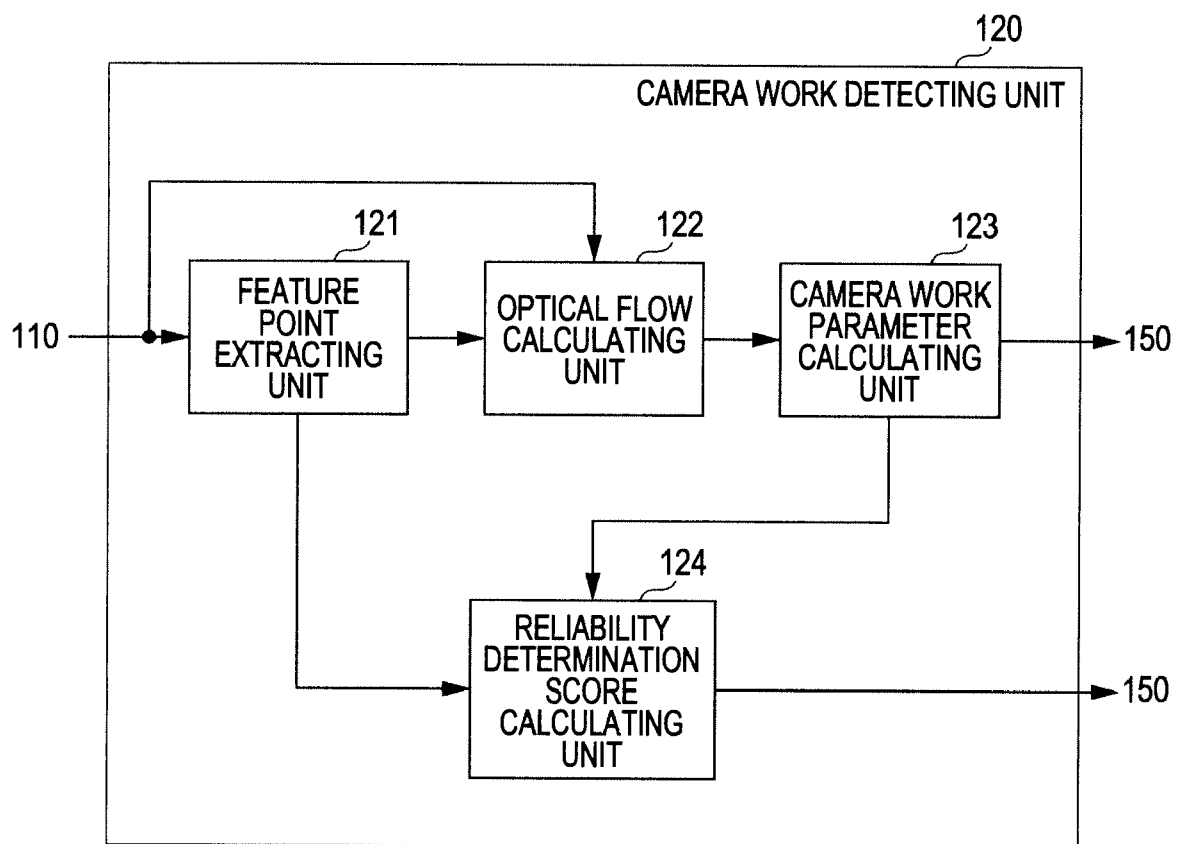 120
CAMERA WORK DETECTING UNIT
121
122
123
FEATURE
POINT
EXTRACTING
UNIT
OPTICAL FLOW
CALCULATING
UNIT
CAMERA WORK
PARAMETER
CALCULATING
UNIT
110
150
124
RELIABILITY
DETERMINATION
SCORE
CALCULATING
UNIT
150